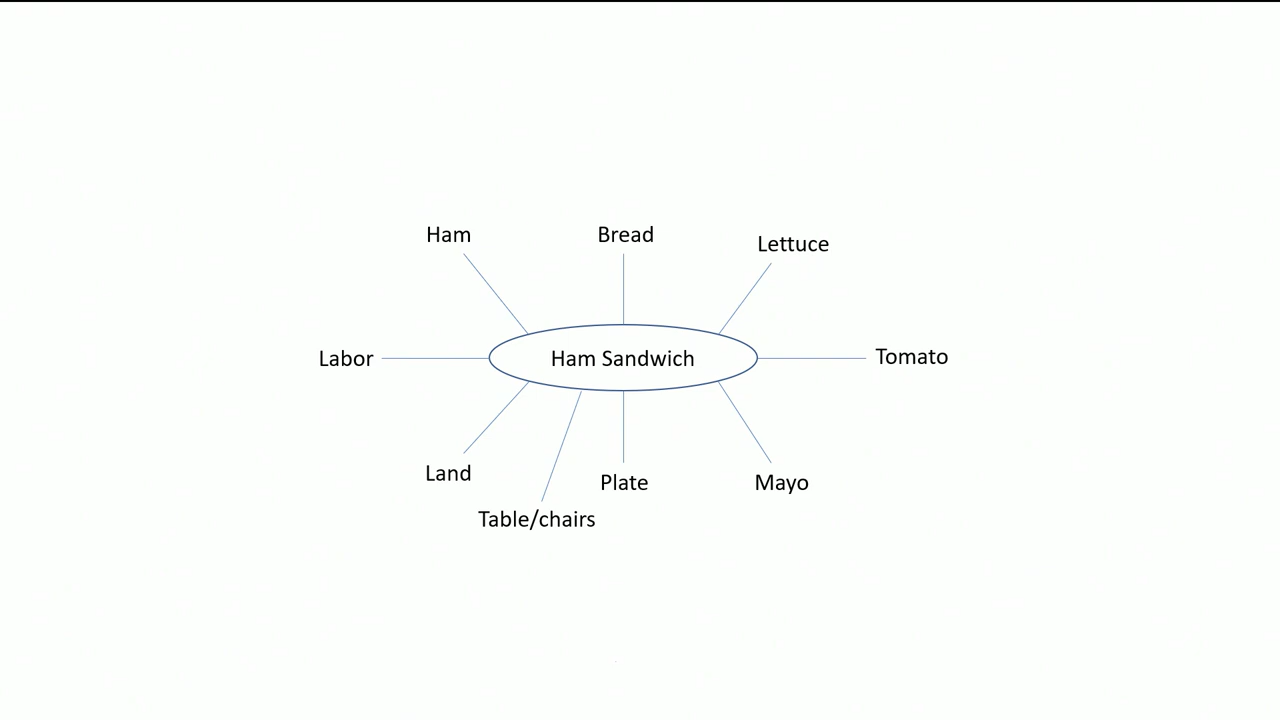 Ham
Bread
Lettuce
Labor
Ham Sandwich
Tomato
Land
Plate
Mayo
Table/chairs